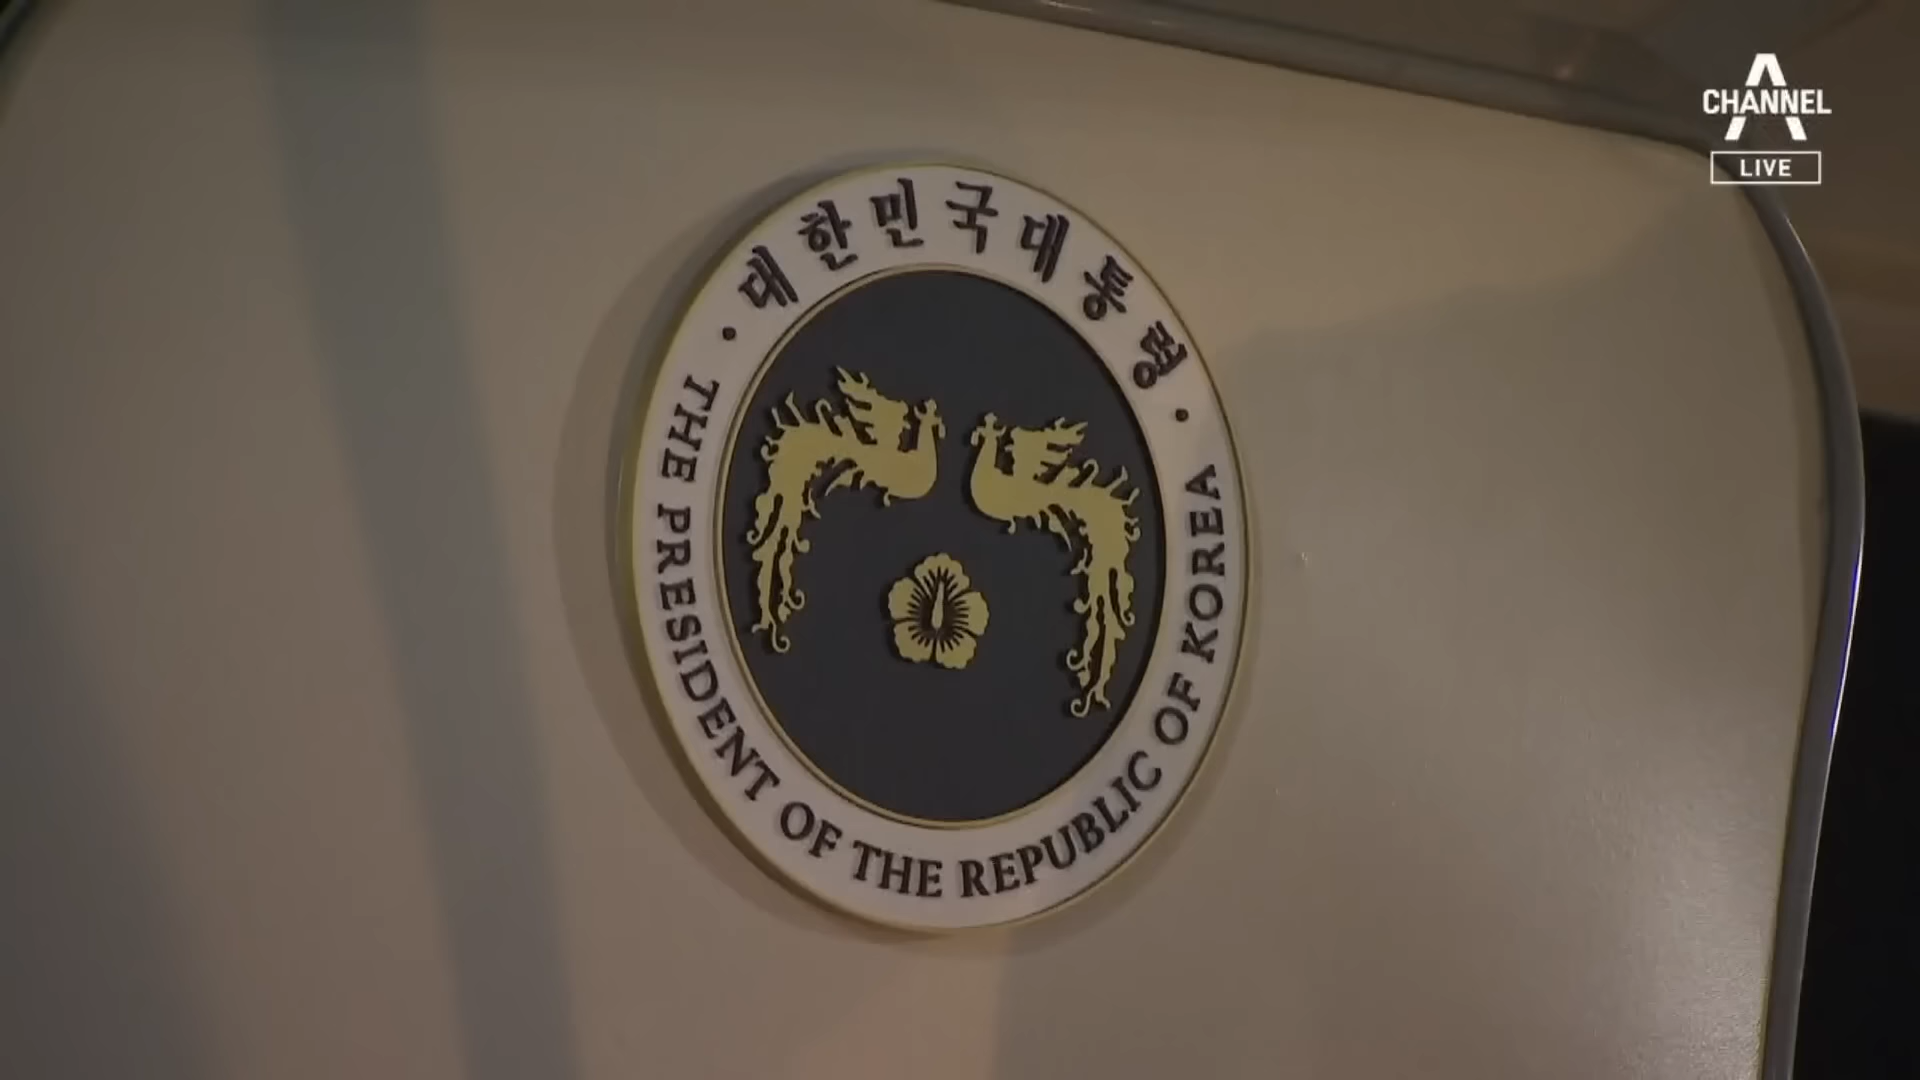 CHANNEL A
LIVE
· 대한민국대통령 ·
THE PRESIDENT OF THE REPUBLIC OF KOREA